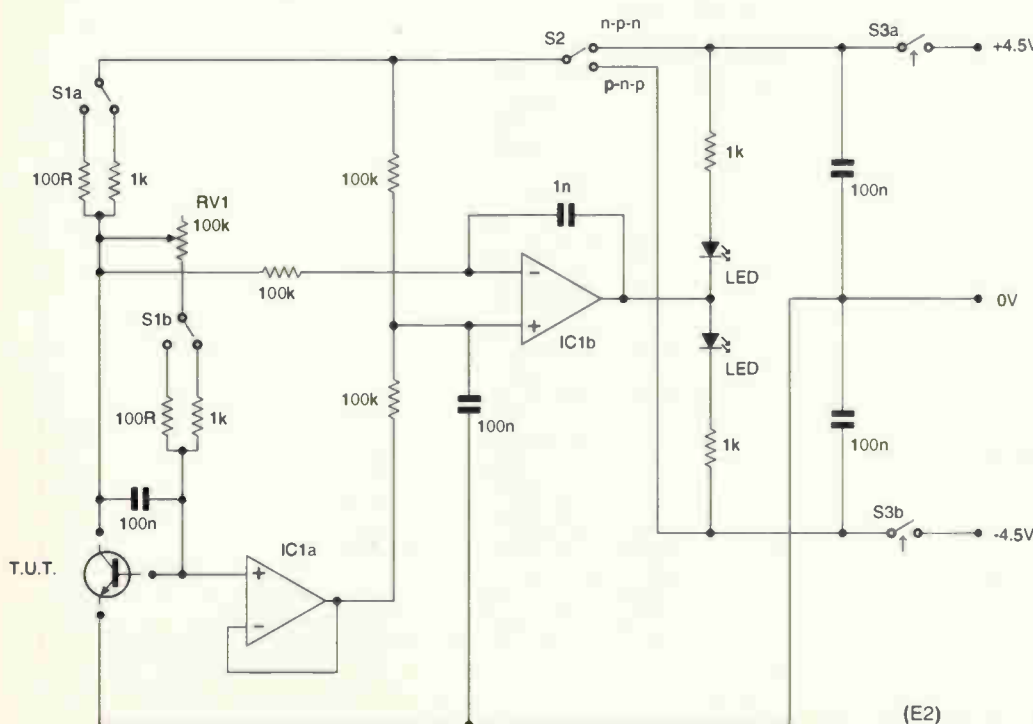 n-p-n
S2
p-n-p
S3a
+4.5V
S1a
100R
1k
RV1
100k
100k
1n
1k
100n
LED
100k
-
+
IC1b
0V
S1b
LED
100R
1k
100k
100n
1k
100n
100n
S3b
-4.5V
T.U.T.
IC1a
+
-
(E2)